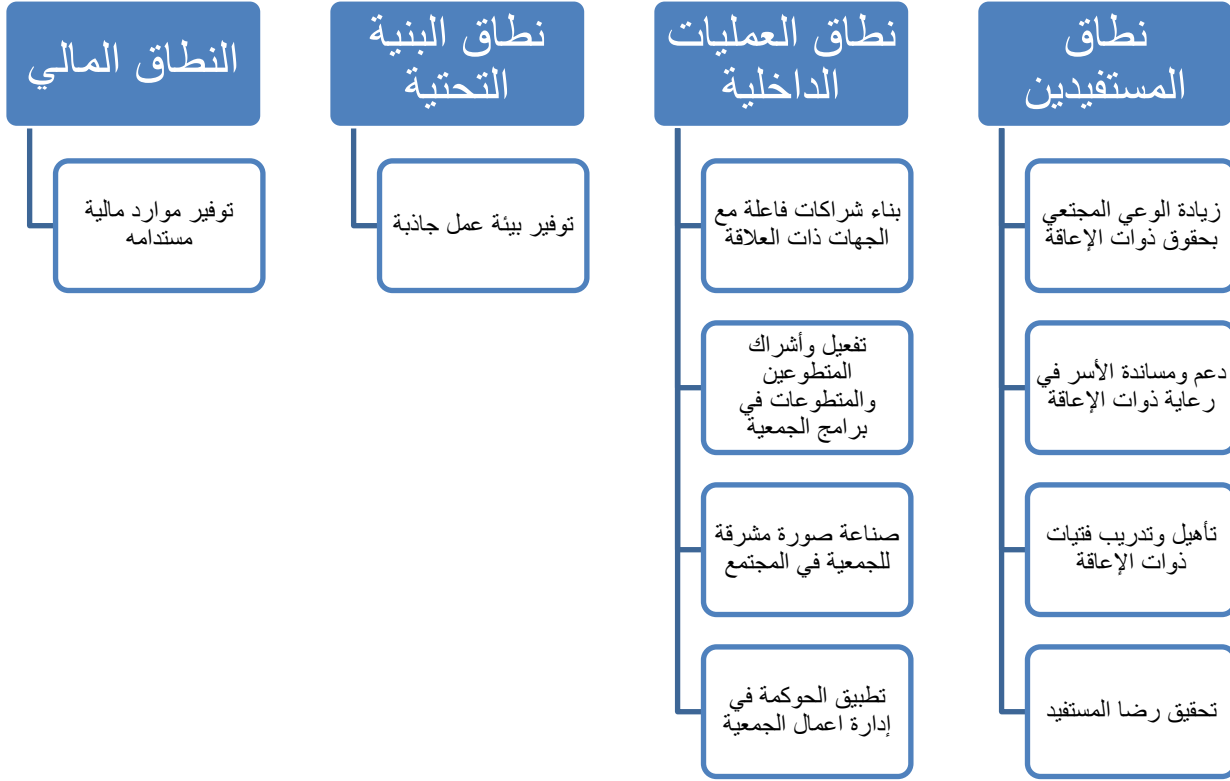 نطاق
المستفيدين
زيادة الوعي المجتعي
بحقوق ذوات الإعاقة
دعم ومساندة الأسر في
رعاية ذوات الإعاقة
تأهيل وتدريب فتيات
ذوات الإعاقة
تحقيق رضا المستفيد
نطاق العمليات
الداخلية
بناء شراكات فاعلة مع
الجهات ذات العلاقة
تفعيل وأشراك
المتطوعين
والمتطوعات في
برامج الجمعية
صناعة صورة مشرقة
للجمعية في المجتمع
تطبيق الحوكمة في
إدارة اعمال الجمعية
نطاق البنية
التحتية
توفير بيئة عمل جاذبة
النطاق المالي
توفير موارد مالية
مستدامه